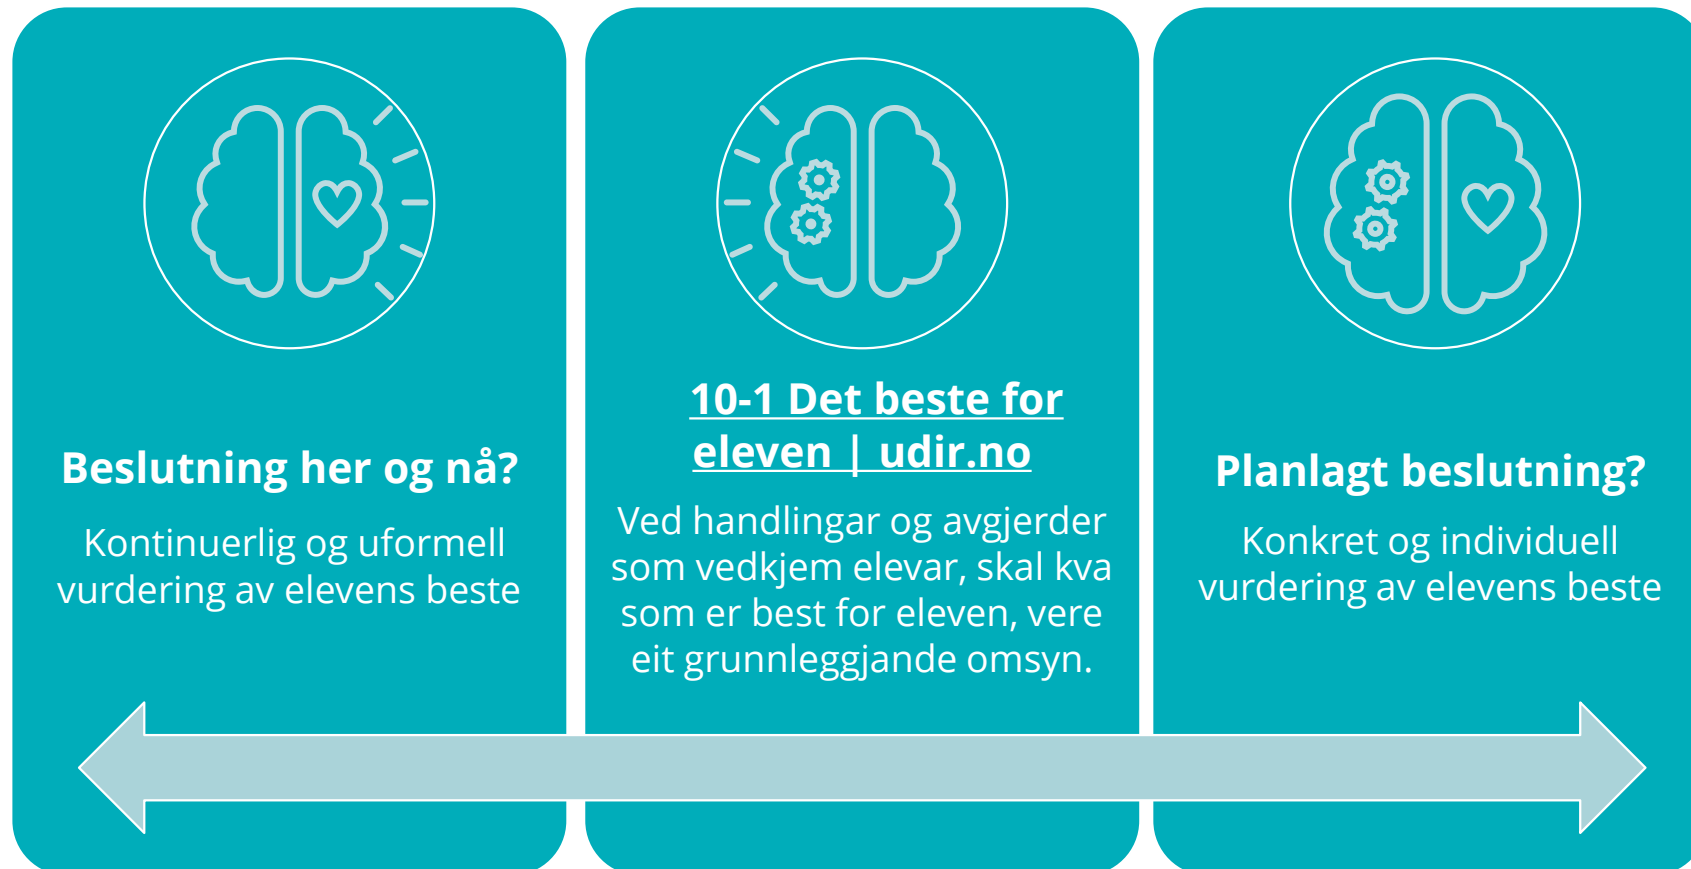 Beslutning her og nå?
Kontinuerlig og uformell
vurdering av elevens beste
10-1 Det beste for
eleven | udir.no
Ved handlingar og avgjerder
som vedkjem elevar, skal kva
som er best for eleven, vere
eit grunnleggjande omsyn.
Planlagt beslutning?
Konkret og individuell
vurdering av elevens beste